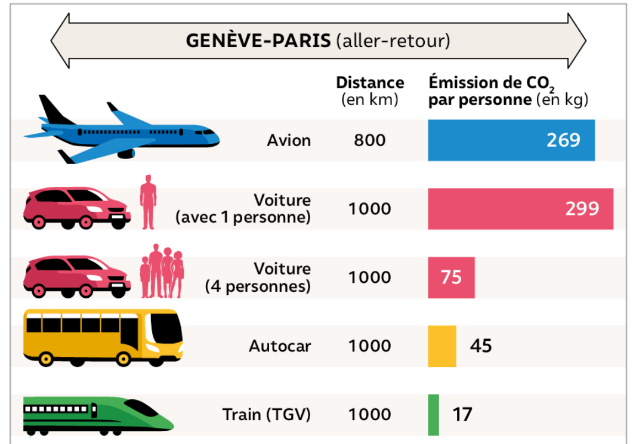 GENÈVE-PARIS (aller-retour)
Distance
(en km)
Émission de CO₂
par personne (en kg)
Avion 800 269
Voiture
(avec 1 personne) 1000 299
Voiture
(4 personnes) 1000 75
Autocar 1000 45
Train (TGV) 1000 17